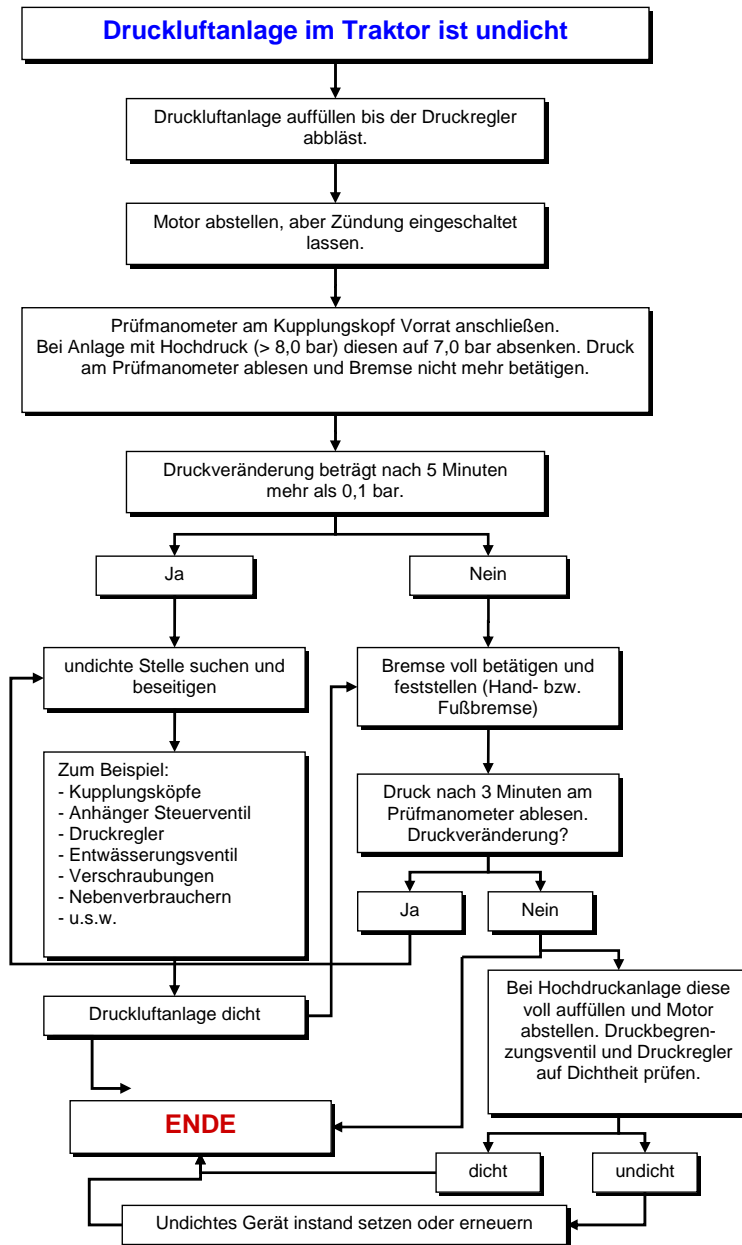 Druckluftanlage im Traktor ist undicht
Druckluftanlage auffüllen bis der Druckregler
abbläst.
Motor abstellen, aber Zündung eingeschaltet
lassen.
Prüfmanometer am Kupplungskopf Vorrat anschließen.
Bei Anlage mit Hochdruck (> 8,0 bar) diesen auf 7,0 bar absenken. Druck
am Prüfmanometer ablesen und Bremse nicht mehr betätigen.
Druckveränderung beträgt nach 5 Minuten
mehr als 0,1 bar.
Ja
Nein
undichte Stelle suchen und
beseitigen
Bremse voll betätigen und
feststellen (Hand- bzw.
Fußbremse)
Zum Beispiel:
- Kupplungsköpfe
- Anhänger Steuerventil
- Druckregler
- Entwässerungsventil
- Verschraubungen
- Nebenverbrauchern
- u.s.w.
Druck nach 3 Minuten am
Prüfmanometer ablesen.
Druckveränderung?
Ja
Nein
Druckluftanlage dicht
Bei Hochdruckanlage diese
voll auffüllen und Motor
abstellen. Druckbegren-
zungsventil und Druckregler
auf Dichtheit prüfen.
ENDE
dicht
undicht
Undichtes Gerät instand setzen oder erneuern